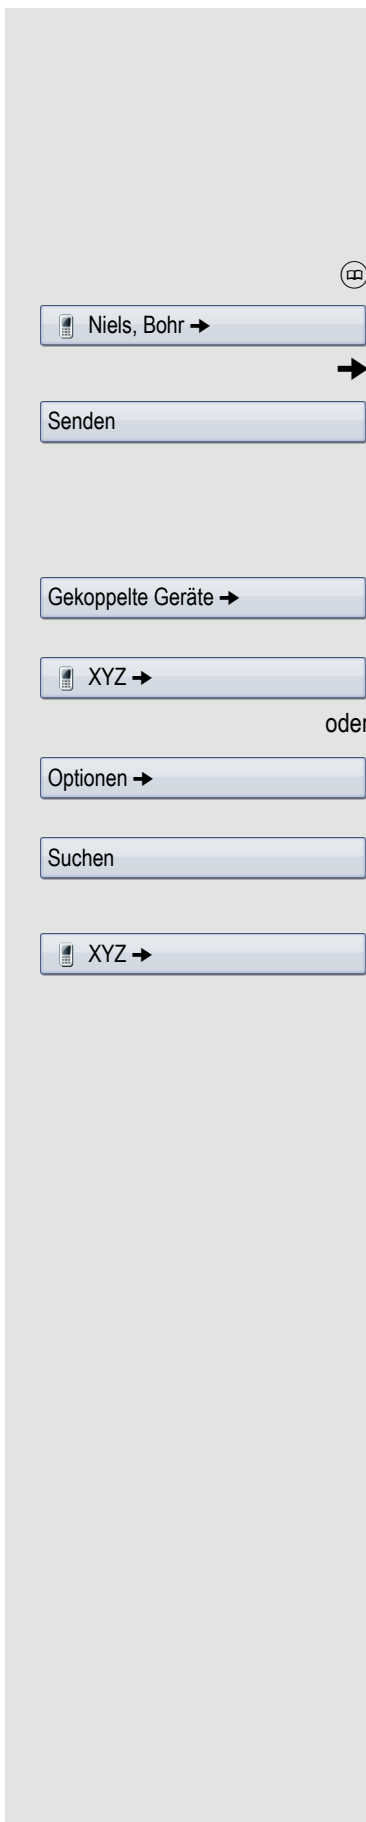 Niels, Bohr →
→
Senden
Gekoppelte Geräte →
XYZ →
oder
Optionen →
Suchen
XYZ →